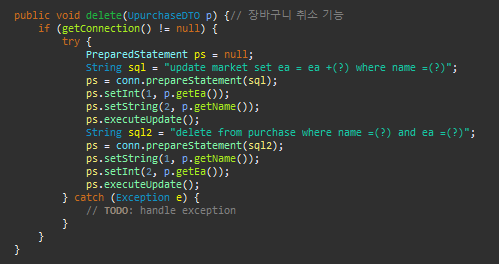 public void delete(UpurchaseDTO p) {// 장바구니 취소 기능
    if (getConnection() != null) {
        try {
            PreparedStatement ps = null;
            String sql = "update market set ea = ea +(?) where name =(?)";
            ps = conn.prepareStatement(sql);
            ps.setInt(1, p.getEa());
            ps.setString(2, p.getName());
            ps.executeUpdate();
            String sql2 = "delete from purchase where name =(?) and ea =(?)";
            ps = conn.prepareStatement(sql2);
            ps.setString(1, p.getName());
            ps.setInt(2, p.getEa());
            ps.executeUpdate();
        } catch (Exception e) {
            // TODO: handle exception
        }
    }
}